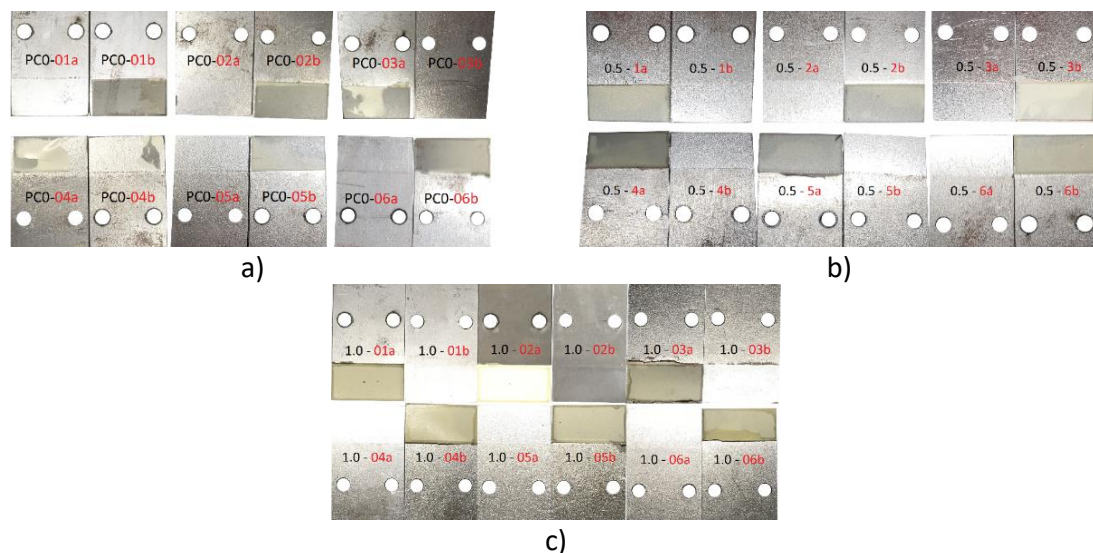 PC0-01a PC0-01b PC0-02a PC0-02b PC0-03a PC0-03b
PC0-04a PC0-04b PC0-05a PC0-05b PC0-06a PC0-06b
a)
0.5 - 1a 0.5 - 1b 0.5 - 2a 0.5 - 2b 0.5 - 3a 0.5 - 3b
0.5 - 4a 0.5 - 4b 0.5 - 5a 0.5 - 5b 0.5 - 6a 0.5 - 6b
b)
1.0 - 01a 1.0 - 01b 1.0 - 02a 1.0 - 02b 1.0 - 03a 1.0 - 03b
1.0 - 04a 1.0 - 04b 1.0 - 05a 1.0 - 05b 1.0 - 06a 1.0 - 06b
c)